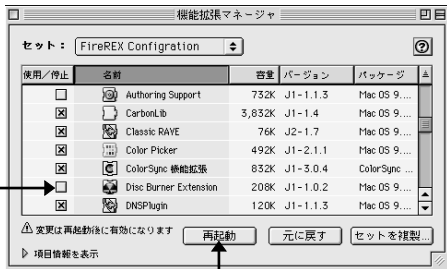 機能拡張マネージャ
セット： FireREX Configration
使用／停止 名前 容量 バージョン パッケージ
Authoring Support 732K J1-1.1.3 Mac OS 9....
CarbonLib 3,832K J1-1.4 Mac OS 9....
Classic RAVE 76K J2-1.7 Mac OS 9....
Color Picker 492K J1-2.1.1 Mac OS 9....
ColorSync 機能拡張 832K J1-3.0.4 ColorSync ...
Disc Burner Extension 208K J1-1.0.2 Mac OS 9....
DNSPlugin 120K J1-1.1.3 Mac OS 9....
変更は再起動後に有効になります 再起動 元に戻す セットを複製...
項目情報を表示